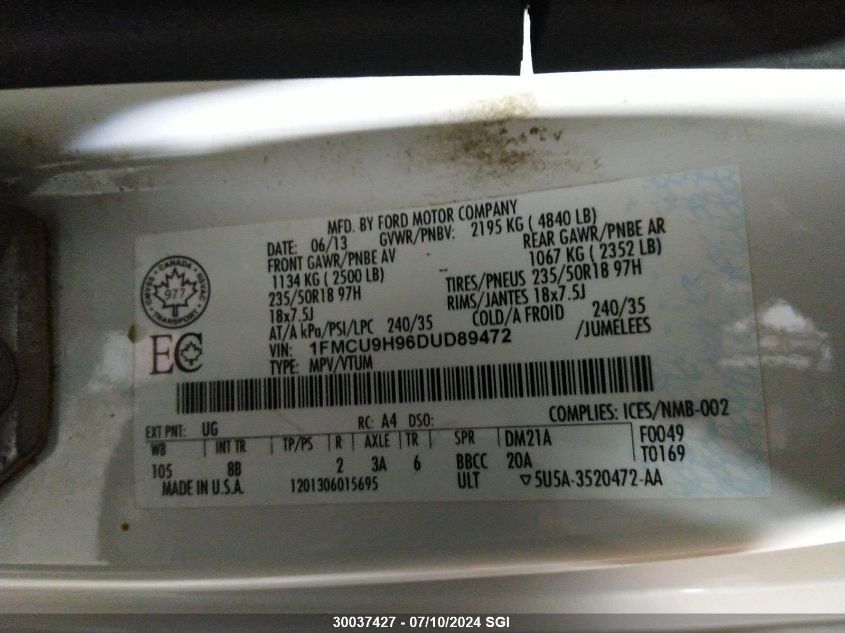 MFD. BY FORD MOTOR COMPANY
DATE: 06/13 GVWR/PNBV: 2195 KG ( 4840 LB)
FRONT GAWR/PNBE AV REAR GAWR/PNBE AR
1134 KG ( 2500 LB) 1067 KG ( 2352 LB)
235/50R18 97H TIRES/PNEUS 235/50R18 97H
18x7.5J RIMS/JANTES 18x7.5J
AT/A kPa/PSI/LPC 240/35 COLD/A FROID 240/35
VIN: 1FMCU9H96DUD89472 /JUMELEES
TYPE: MPV/VTUM
CANADA
977
TRANSPORT
EC
COMPLIES: ICES/NMB-002
EXT PNT: UG RC: A4 DSO:
WB INT TR TP/PS R AXLE TR SPR DM21A F0049
105 8B 2 3A 6 BBCC 20A T0169
MADE IN U.S.A. 1201306015695 ULT 5U5A-3520472-AA
30037427 - 07/10/2024 SGI